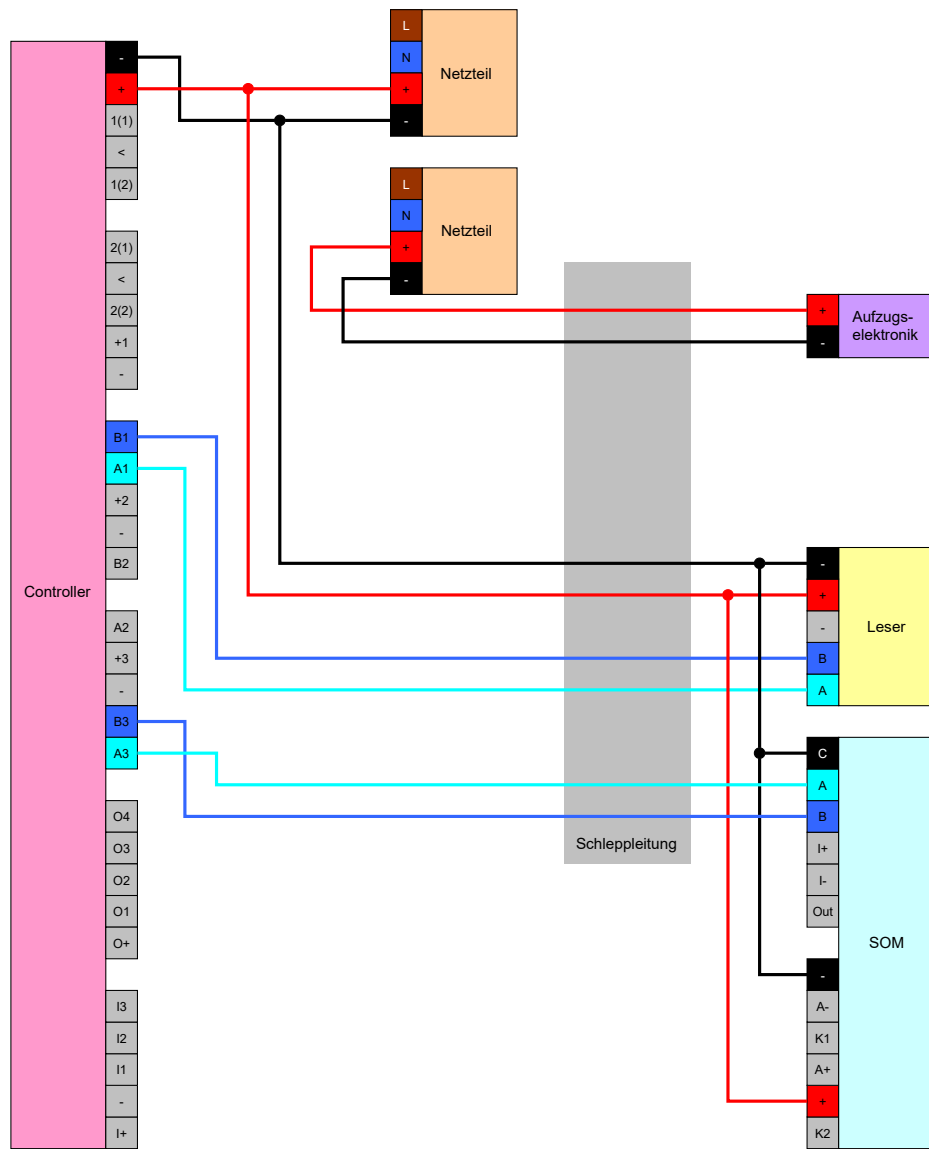 Controller
-
+
1(1)
<
1(2)
2(1)
<
2(2)
+1
-
B1
A1
+2
-
B2
A2
+3
-
B3
A3
O4
O3
O2
O1
O+
I3
I2
I1
-
I+
L
N
+
-
Netzteil
L
N
+
-
Netzteil
Schleppleitung
+
-
Aufzugs-
elektronik
-
+
-
B
A
Leser
C
A
B
I+
I-
Out
-
A-
K1
A+
+
K2
SOM